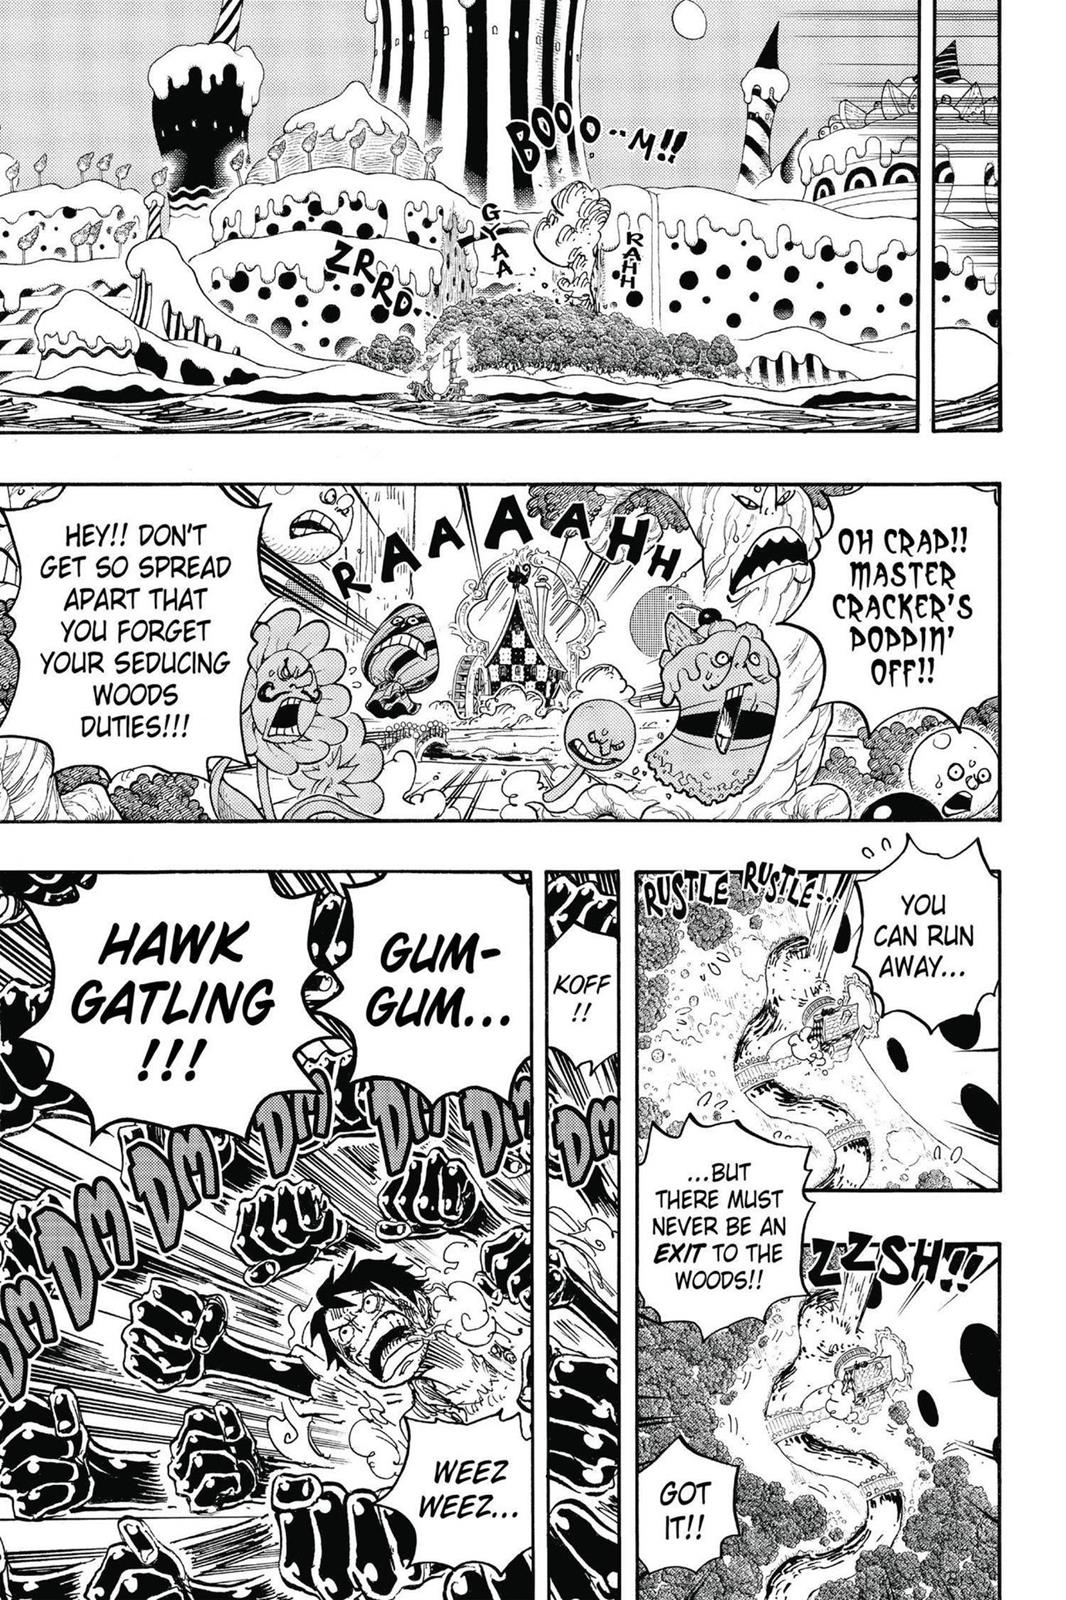 BOOO...M!!
GYAA
RAHH
ZRRRD...
OH CRAP!!
MASTER
CRACKER'S
POPPIN'
OFF!!
RAAAAAHHH
HEY!! DON'T
GET SO SPREAD
APART THAT
YOU FORGET
YOUR SEDUCING
WOODS
DUTIES!!!
RUSTLE RUSTLE...!!
YOU
CAN RUN
AWAY...
...BUT
THERE MUST
NEVER BE AN
EXIT TO THE
WOODS!!
ZZSH!!
GOT
IT!!
KOFF
!!
GUM-
GUM...
HAWK
GATLING
!!!
DM DM DM DM DM DM DM DM
WEEZ
WEEZ...